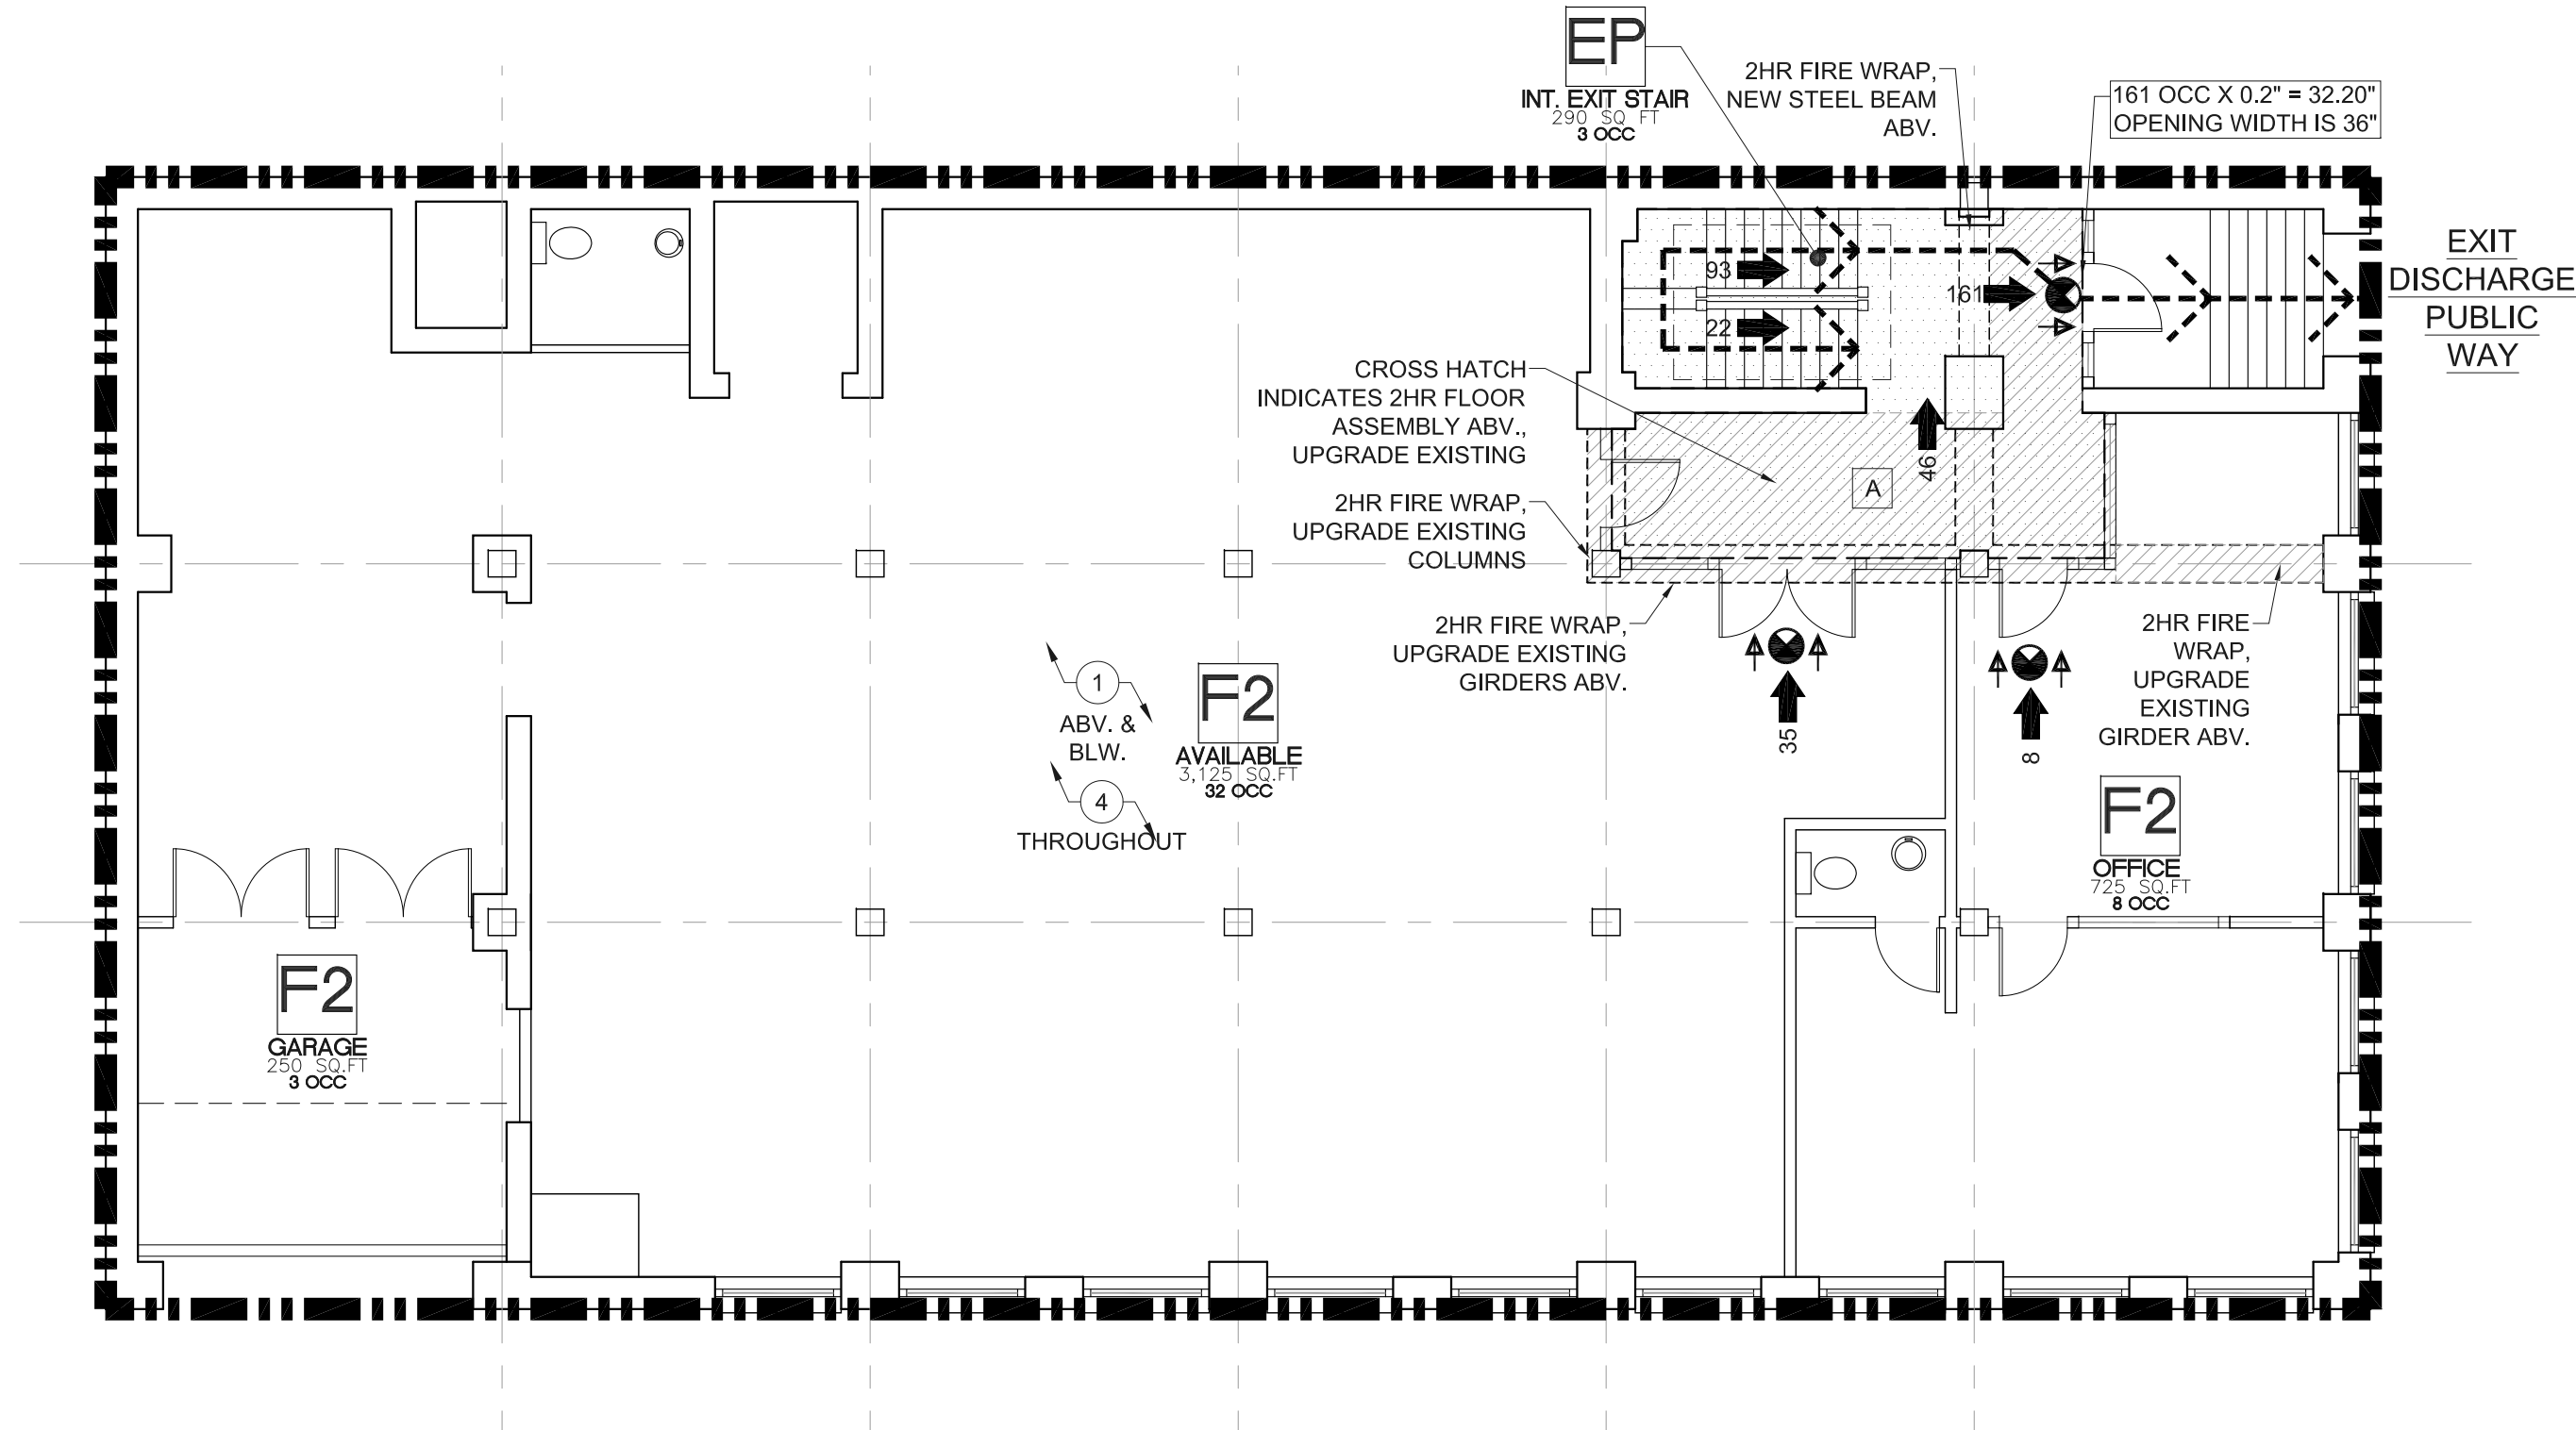 EP
INT. EXIT STAIR
290 SQ FT
3 OCC
2HR FIRE WRAP,
NEW STEEL BEAM
ABV.
161 OCC X 0.2" = 32.20"
OPENING WIDTH IS 36"
EXIT
DISCHARGE
PUBLIC
WAY
93
161
22
CROSS HATCH
INDICATES 2HR FLOOR
ASSEMBLY ABV.,
UPGRADE EXISTING
46
A
2HR FIRE WRAP,
UPGRADE EXISTING
COLUMNS
2HR FIRE WRAP,
UPGRADE EXISTING
GIRDERS ABV.
2HR FIRE
WRAP,
UPGRADE
EXISTING
GIRDER ABV.
1
ABV. &
BLW.
F2
AVAILABLE
3,125 SQ.FT
32 OCC
4
THROUGHOUT
35
8
F2
OFFICE
725 SQ.FT
8 OCC
F2
GARAGE
250 SQ.FT
3 OCC